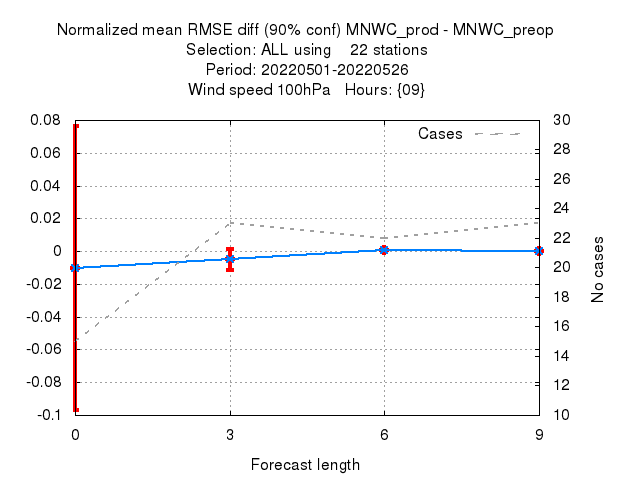 Normalized mean RMSE diff (90% conf) MNWC_prod - MNWC_preop
Selection: ALL using    22 stations
Period: 20220501-20220526
Wind speed 100hPa   Hours: {09}
Cases
0.08
0.06
0.04
0.02
0
-0.02
-0.04
-0.06
-0.08
-0.1
30
28
26
24
22
20
18
16
14
12
10
No cases
0 3 6 9
Forecast length